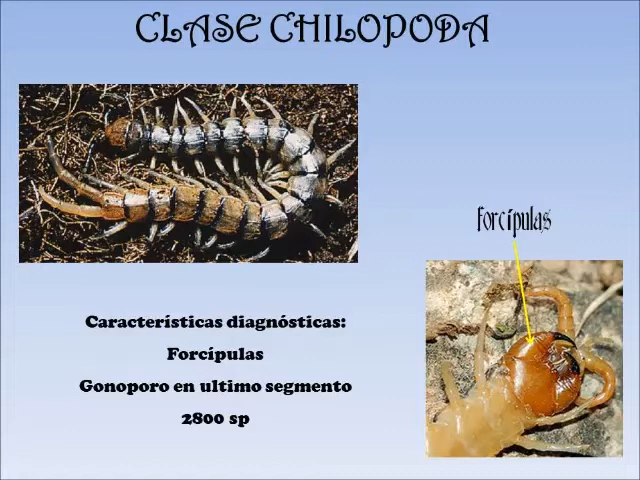 CLASE CHILOPODA
forcípulas
Características diagnósticas:
Forcípulas
Gonoporo en ultimo segmento
2800 sp